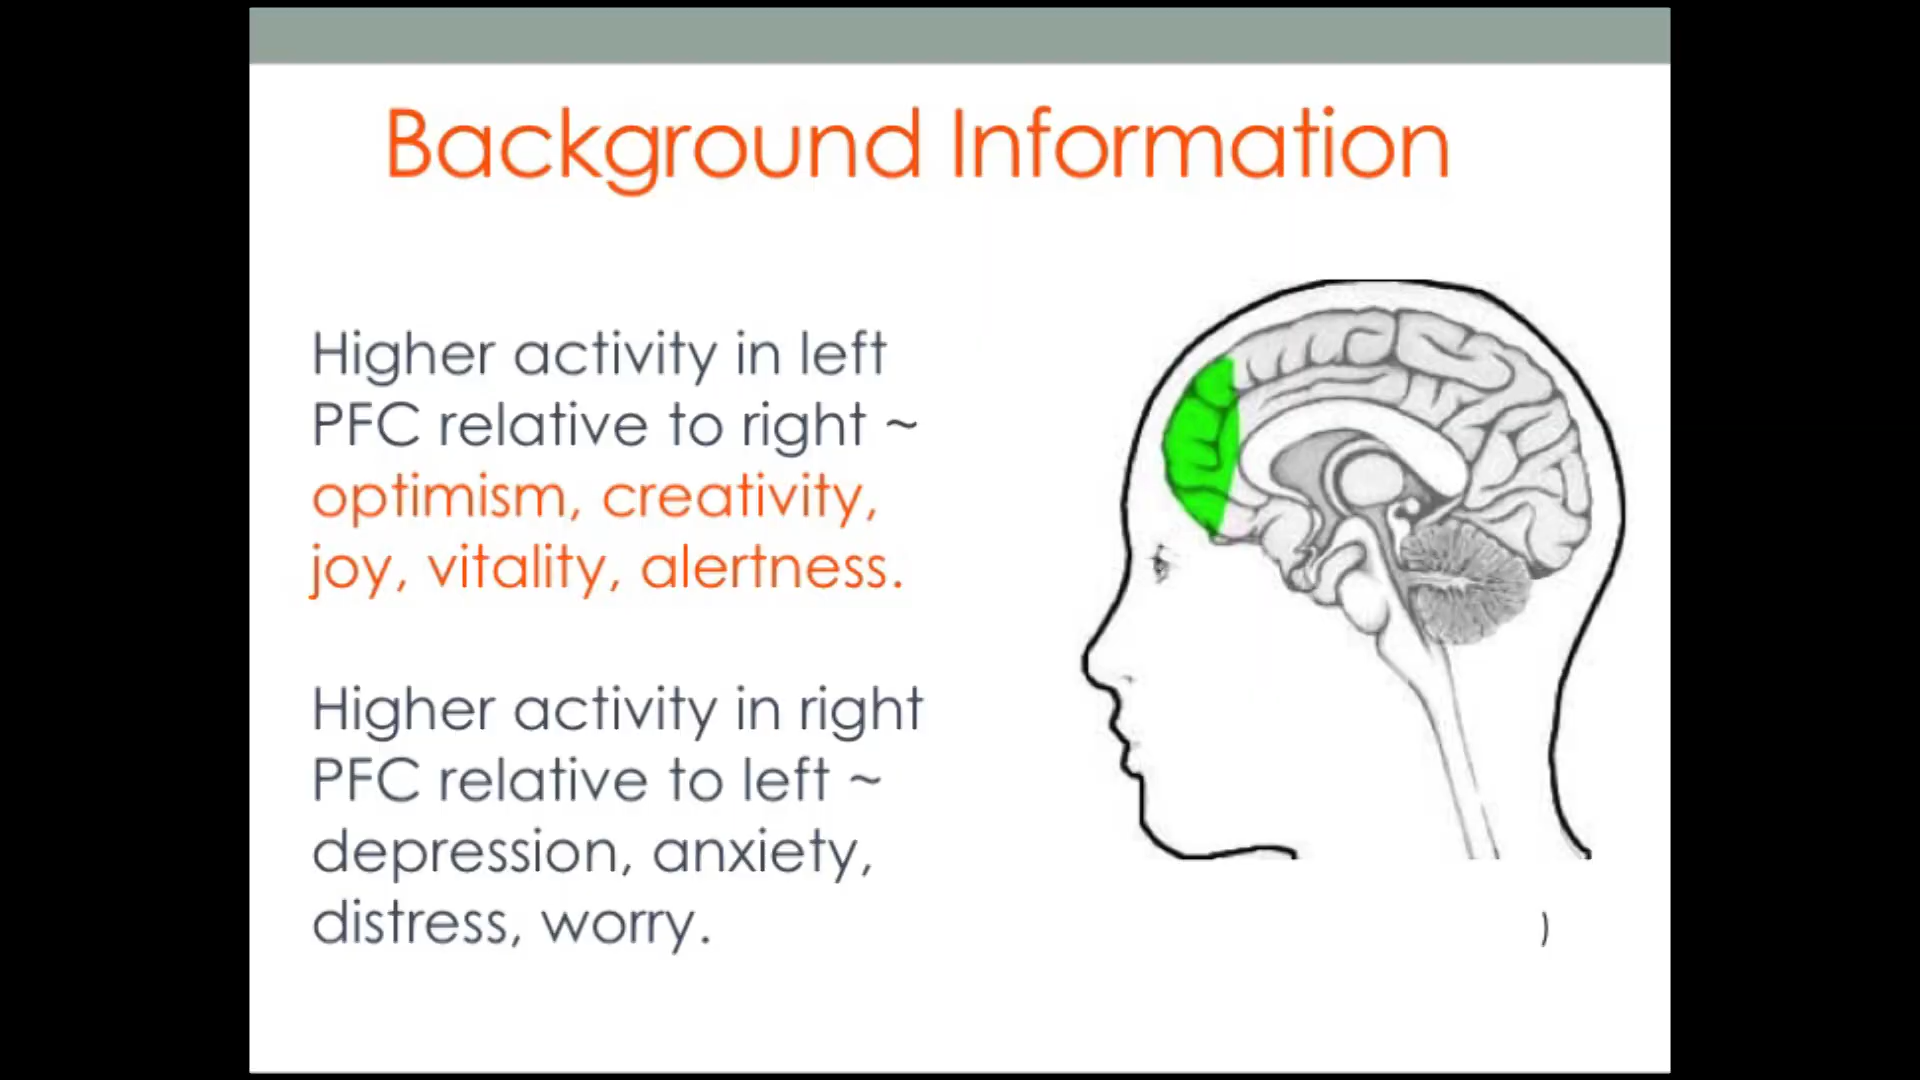 Background Information
Higher activity in left
PFC relative to right ~
optimism, creativity,
joy, vitality, alertness.
Higher activity in right
PFC relative to left ~
depression, anxiety,
distress, worry.
)